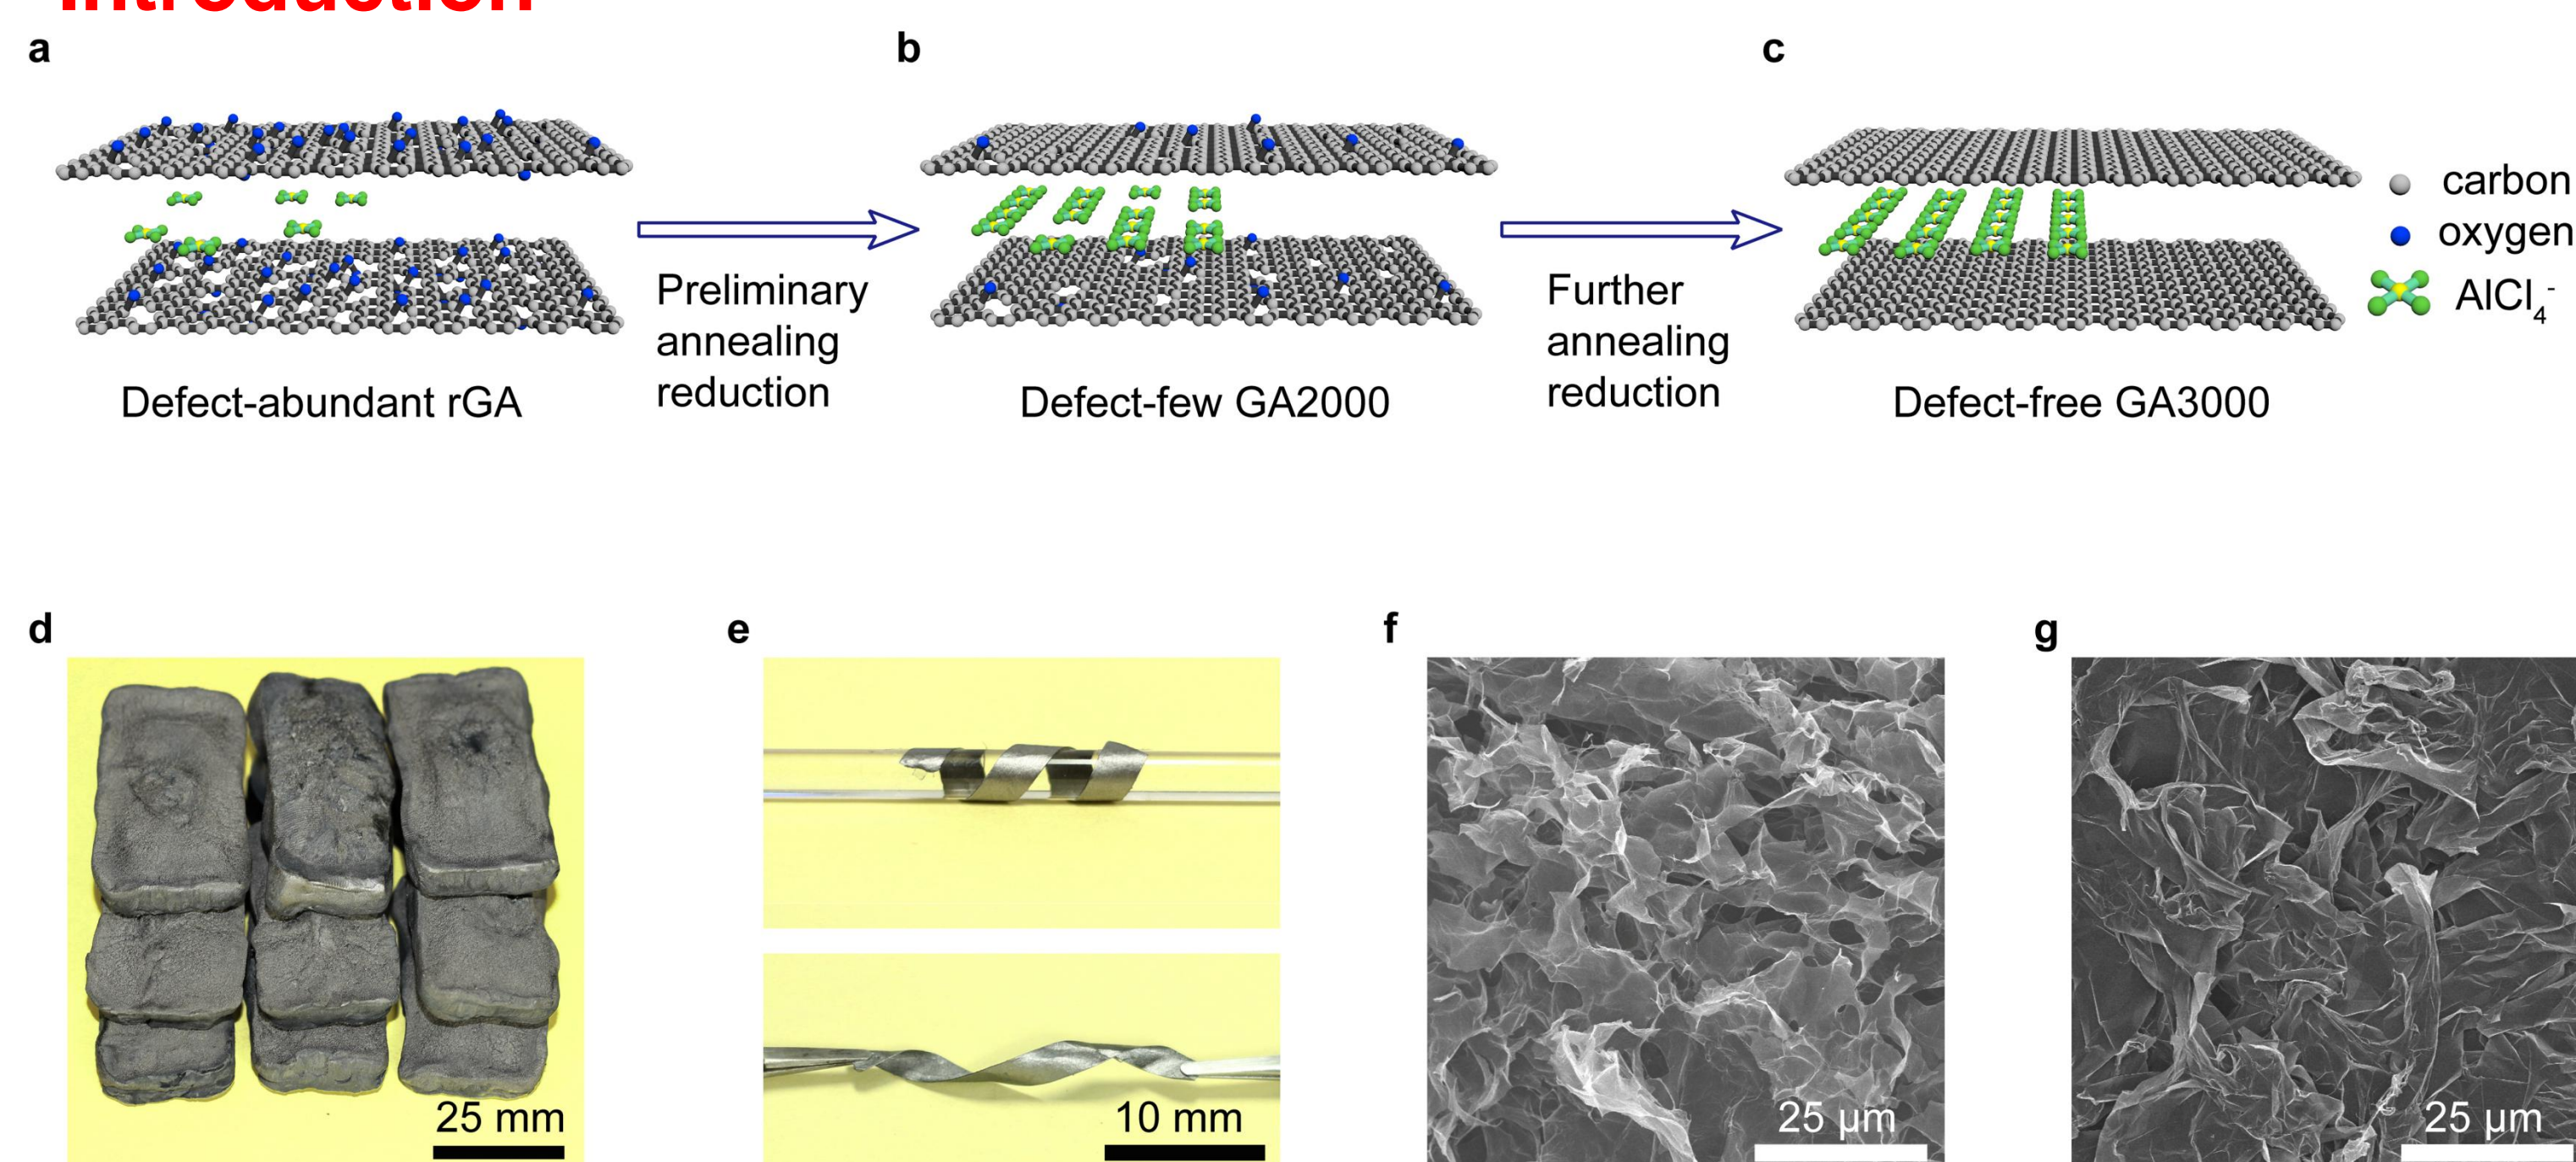 Introduction
a
b
c
carbon
oxygen
AlCl₄⁻
Preliminary
annealing
reduction
Further
annealing
reduction
Defect-abundant rGA
Defect-few GA2000
Defect-free GA3000
d
e
f
g
25 mm
10 mm
25 µm
25 µm